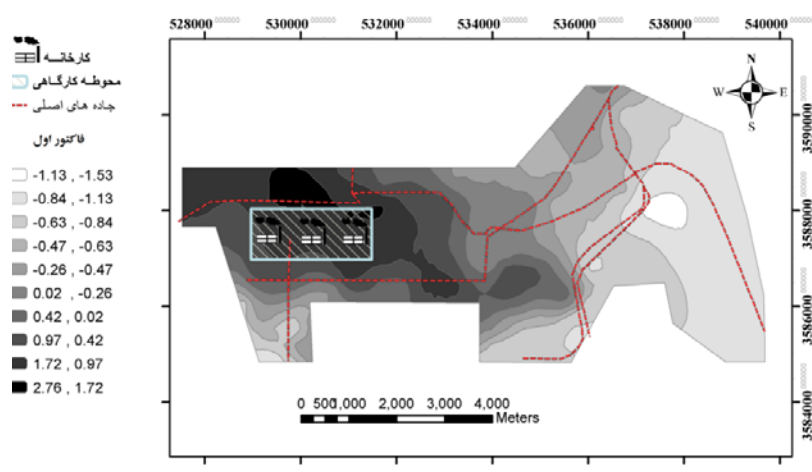 528000 530000 532000 534000 536000 538000 540000
کارخانه
محوطه کارگاهی
جاده های اصلی
فاکتور اول
-1.13 , -1.53
-0.84 , -1.13
-0.63 , -0.84
-0.47 , -0.63
-0.26 , -0.47
0.02 , -0.26
0.42 , 0.02
0.97 , 0.42
1.72 , 0.97
2.76 , 1.72
N
W E
S
3590000
3588000
3586000
3584000
0 500 1,000 2,000 3,000 4,000
Meters